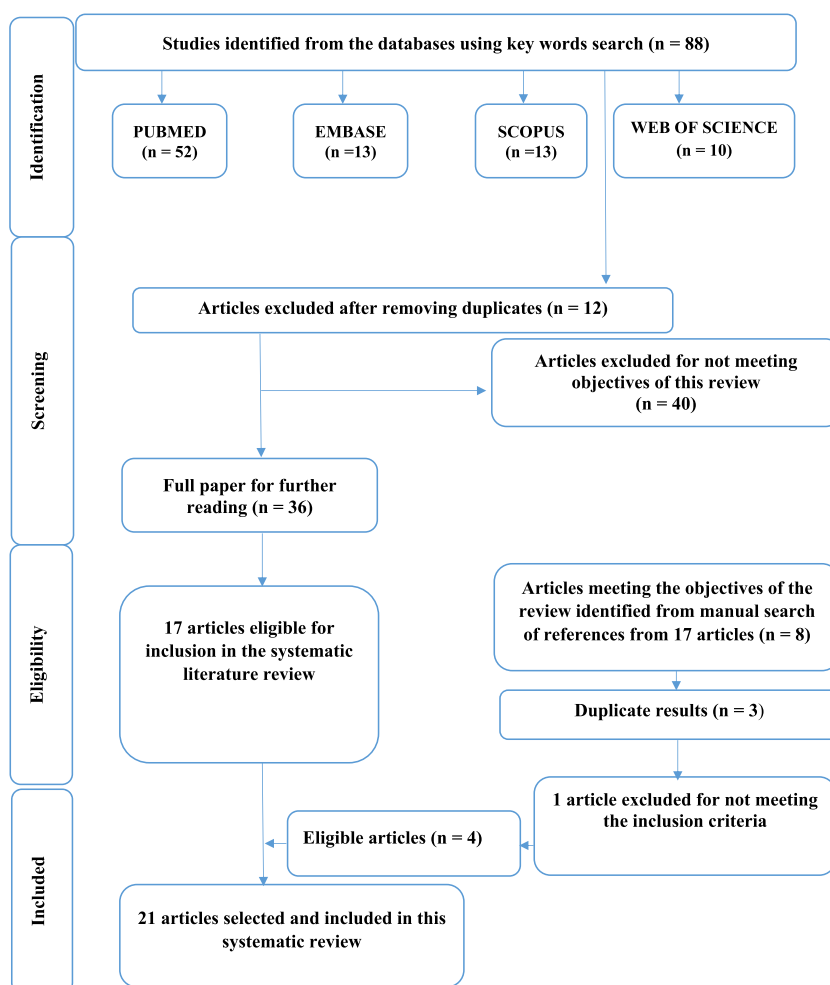 Identification
Studies identified from the databases using key words search (n = 88)
PUBMED
(n = 52)
EMBASE
(n =13)
SCOPUS
(n =13)
WEB OF SCIENCE
(n = 10)
Screening
Articles excluded after removing duplicates (n = 12)
Articles excluded for not meeting
objectives of this review
(n = 40)
Full paper for further
reading (n = 36)
Eligibility
17 articles eligible for
inclusion in the systematic
literature review
Articles meeting the objectives of the
review identified from manual search
of references from 17 articles (n = 8)
Duplicate results (n = 3)
Included
1 article excluded for not meeting
the inclusion criteria
Eligible articles (n = 4)
21 articles selected and included in this
systematic review